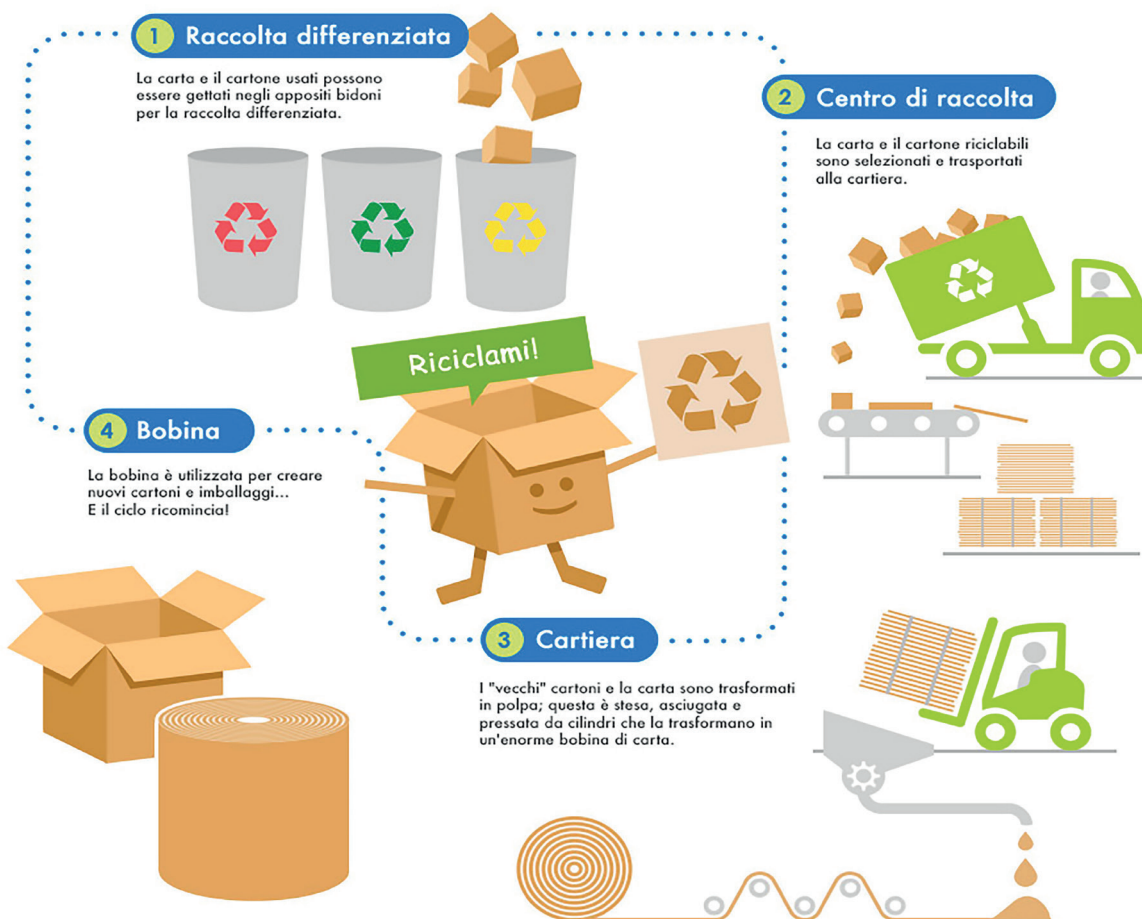 1 Raccolta differenziata
La carta e il cartone usati possono
essere gettati negli appositi bidoni
per la raccolta differenziata.
2 Centro di raccolta
La carta e il cartone riciclabili
sono selezionati e trasportati
alla cartiera.
Riciclami!
3 Cartiera
I "vecchi" cartoni e la carta sono trasformati
in polpa; questa è stesa, asciugata e
pressata da cilindri che la trasformano in
un'enorme bobina di carta.
4 Bobina
La bobina è utilizzata per creare
nuovi cartoni e imballaggi...
E il ciclo ricomincia!